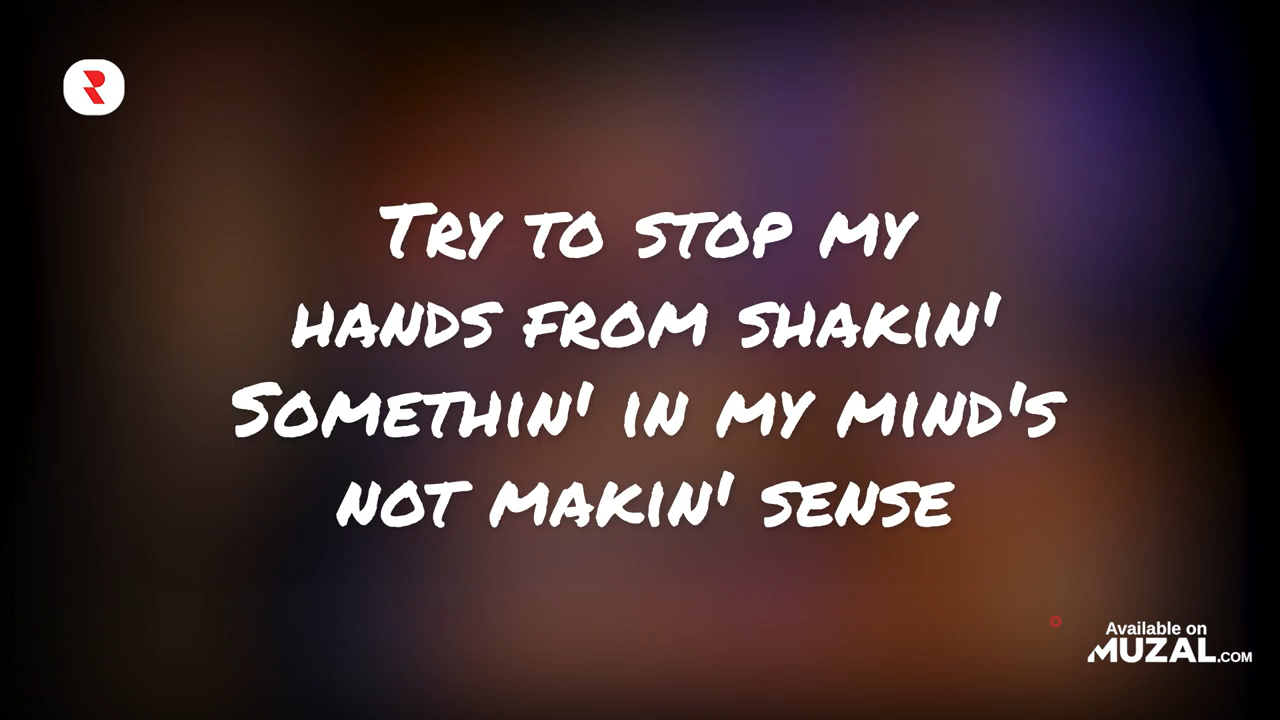 Try to stop my
hands from shakin'
Somethin' in my mind's
not makin' sense
Available on
MUZAL.COM